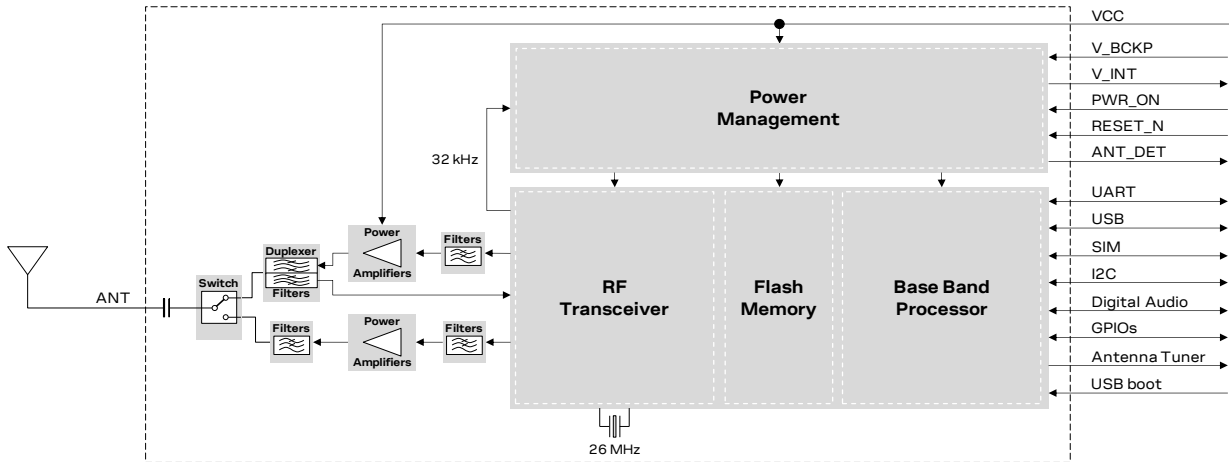 VCC
V_BCKP
V_INT
PWR_ON
RESET_N
ANT_DET
Power
Management
32 kHz
UART
USB
SIM
I2C
Digital Audio
GPIOs
Antenna Tuner
USB boot
RF
Transceiver
Flash
Memory
Base Band
Processor
Power
Amplifiers
Filters
Duplexer
Filters
Switch
ANT
Filters
Power
Amplifiers
Filters
26 MHz